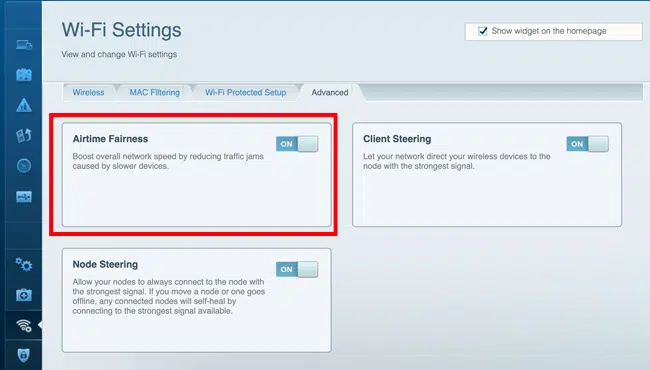 Wi-Fi Settings
Show widget on the homepage
View and change Wi-Fi settings
Wireless
MAC Filtering
Wi-Fi Protected Setup
Advanced
Airtime Fairness
ON
Boost overall network speed by reducing traffic jams
caused by slower devices.
Client Steering
ON
Let your network direct your wireless devices to the
node with the strongest signal.
Node Steering
ON
Allow your nodes to always connect to the node with
the strongest signal. If you move a node or one goes
offline, any connected nodes will self-heal by
connecting to the strongest signal available.